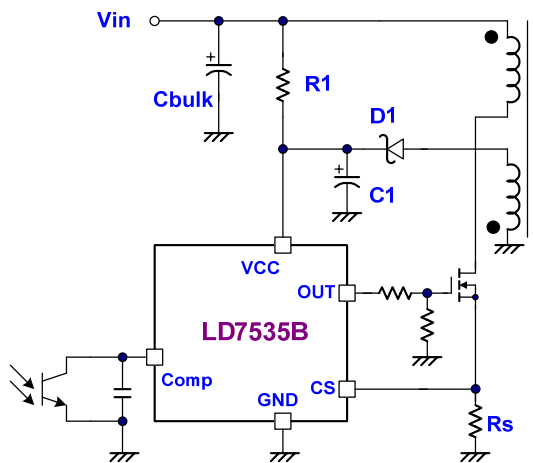 Vin
+
Cbulk
R1
D1
+
C1
VCC
OUT
LD7535B
Comp
CS
GND
Rs